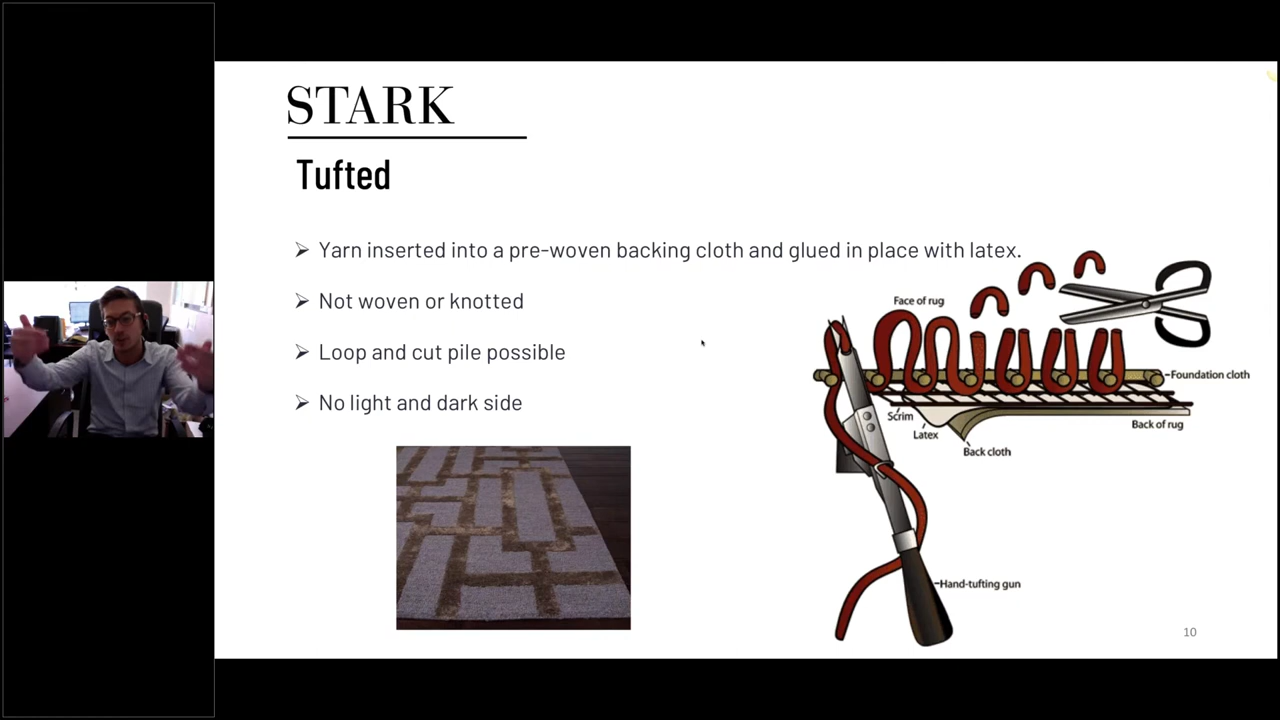 STARK
Tufted
Yarn inserted into a pre-woven backing cloth and glued in place with latex.
Not woven or knotted
Loop and cut pile possible
No light and dark side
Face of rug
Foundation cloth
Scrim
Latex
Back cloth
Back of rug
Hand-tufting gun
10